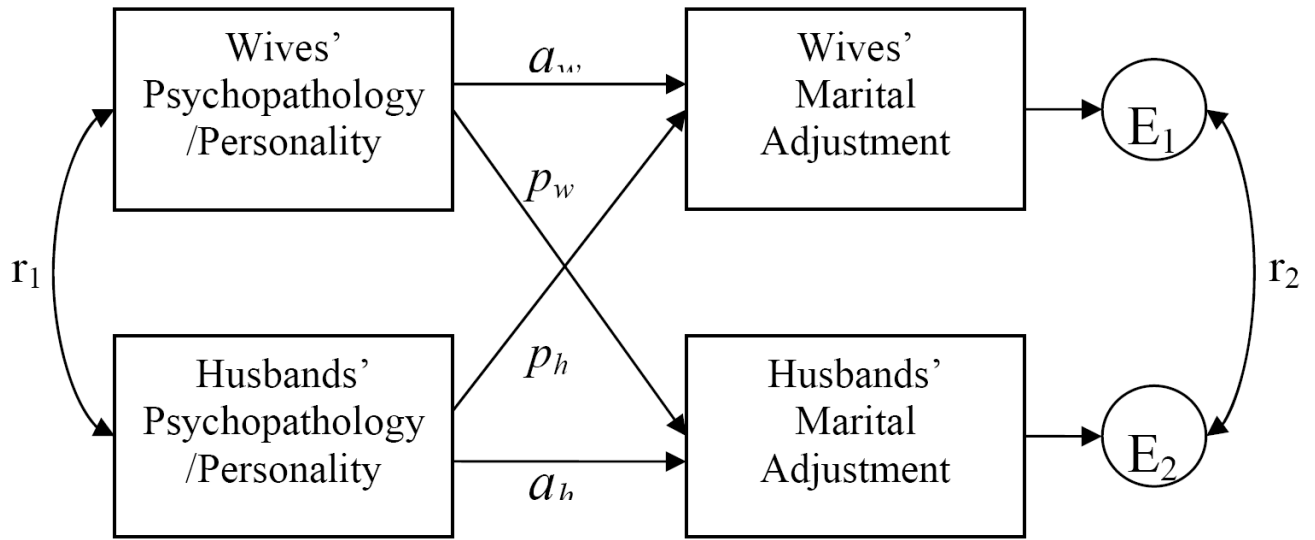 Wives’
Psychopathology
/Personality
a_w
Wives’
Marital
Adjustment
E₁
p_w
r₁
r₂
p_h
Husbands’
Psychopathology
/Personality
a_h
Husbands’
Marital
Adjustment
E₂